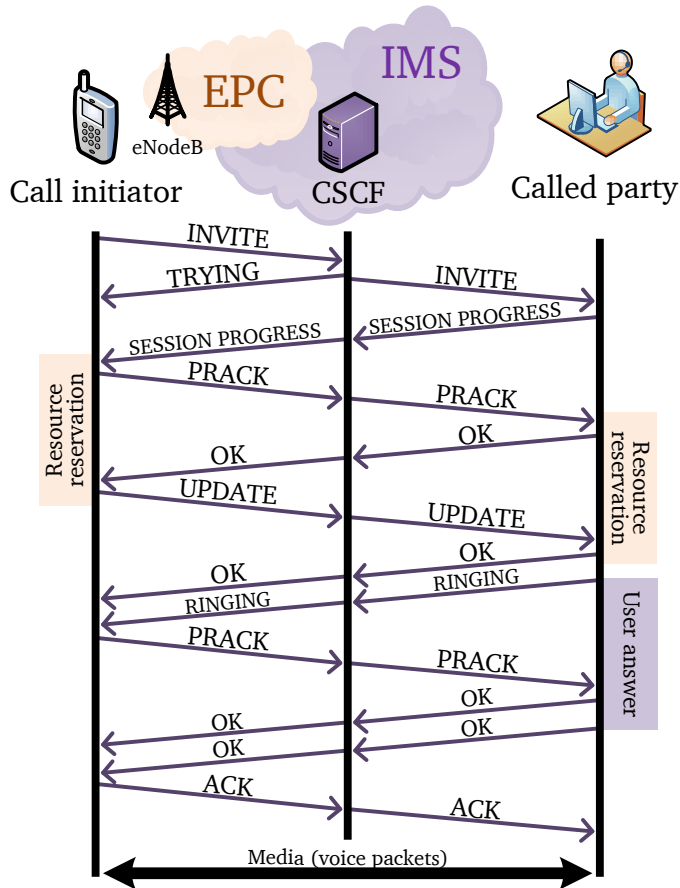 IMS
EPC
eNodeB
Call initiator
CSCF
Called party
INVITE
TRYING
INVITE
SESSION PROGRESS
SESSION PROGRESS
PRACK
PRACK
Resource
reservation
OK
OK
Resource
reservation
UPDATE
UPDATE
OK
OK
RINGING
RINGING
User answer
PRACK
PRACK
OK
OK
OK
OK
ACK
ACK
Media (voice packets)